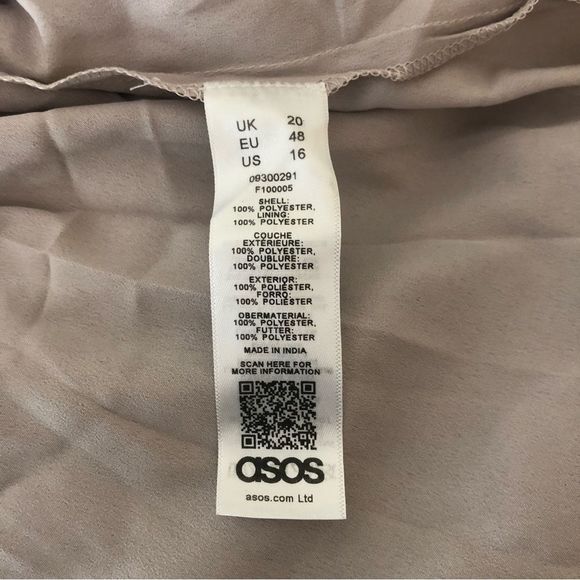 UK 20
EU 48
US 16
09300291
F100005
SHELL:
100% POLYESTER,
LINING:
100% POLYESTER
COUCHE
EXTÉRIEURE:
100% POLYESTER,
DOUBLURE:
100% POLYESTER
EXTERIOR:
100% POLIÉSTER,
FORRO:
100% POLIÉSTER
OBERMATERIAL:
100% POLYESTER,
FUTTER:
100% POLYESTER
MADE IN INDIA
SCAN HERE FOR
MORE INFORMATION
asos
asos.com Ltd